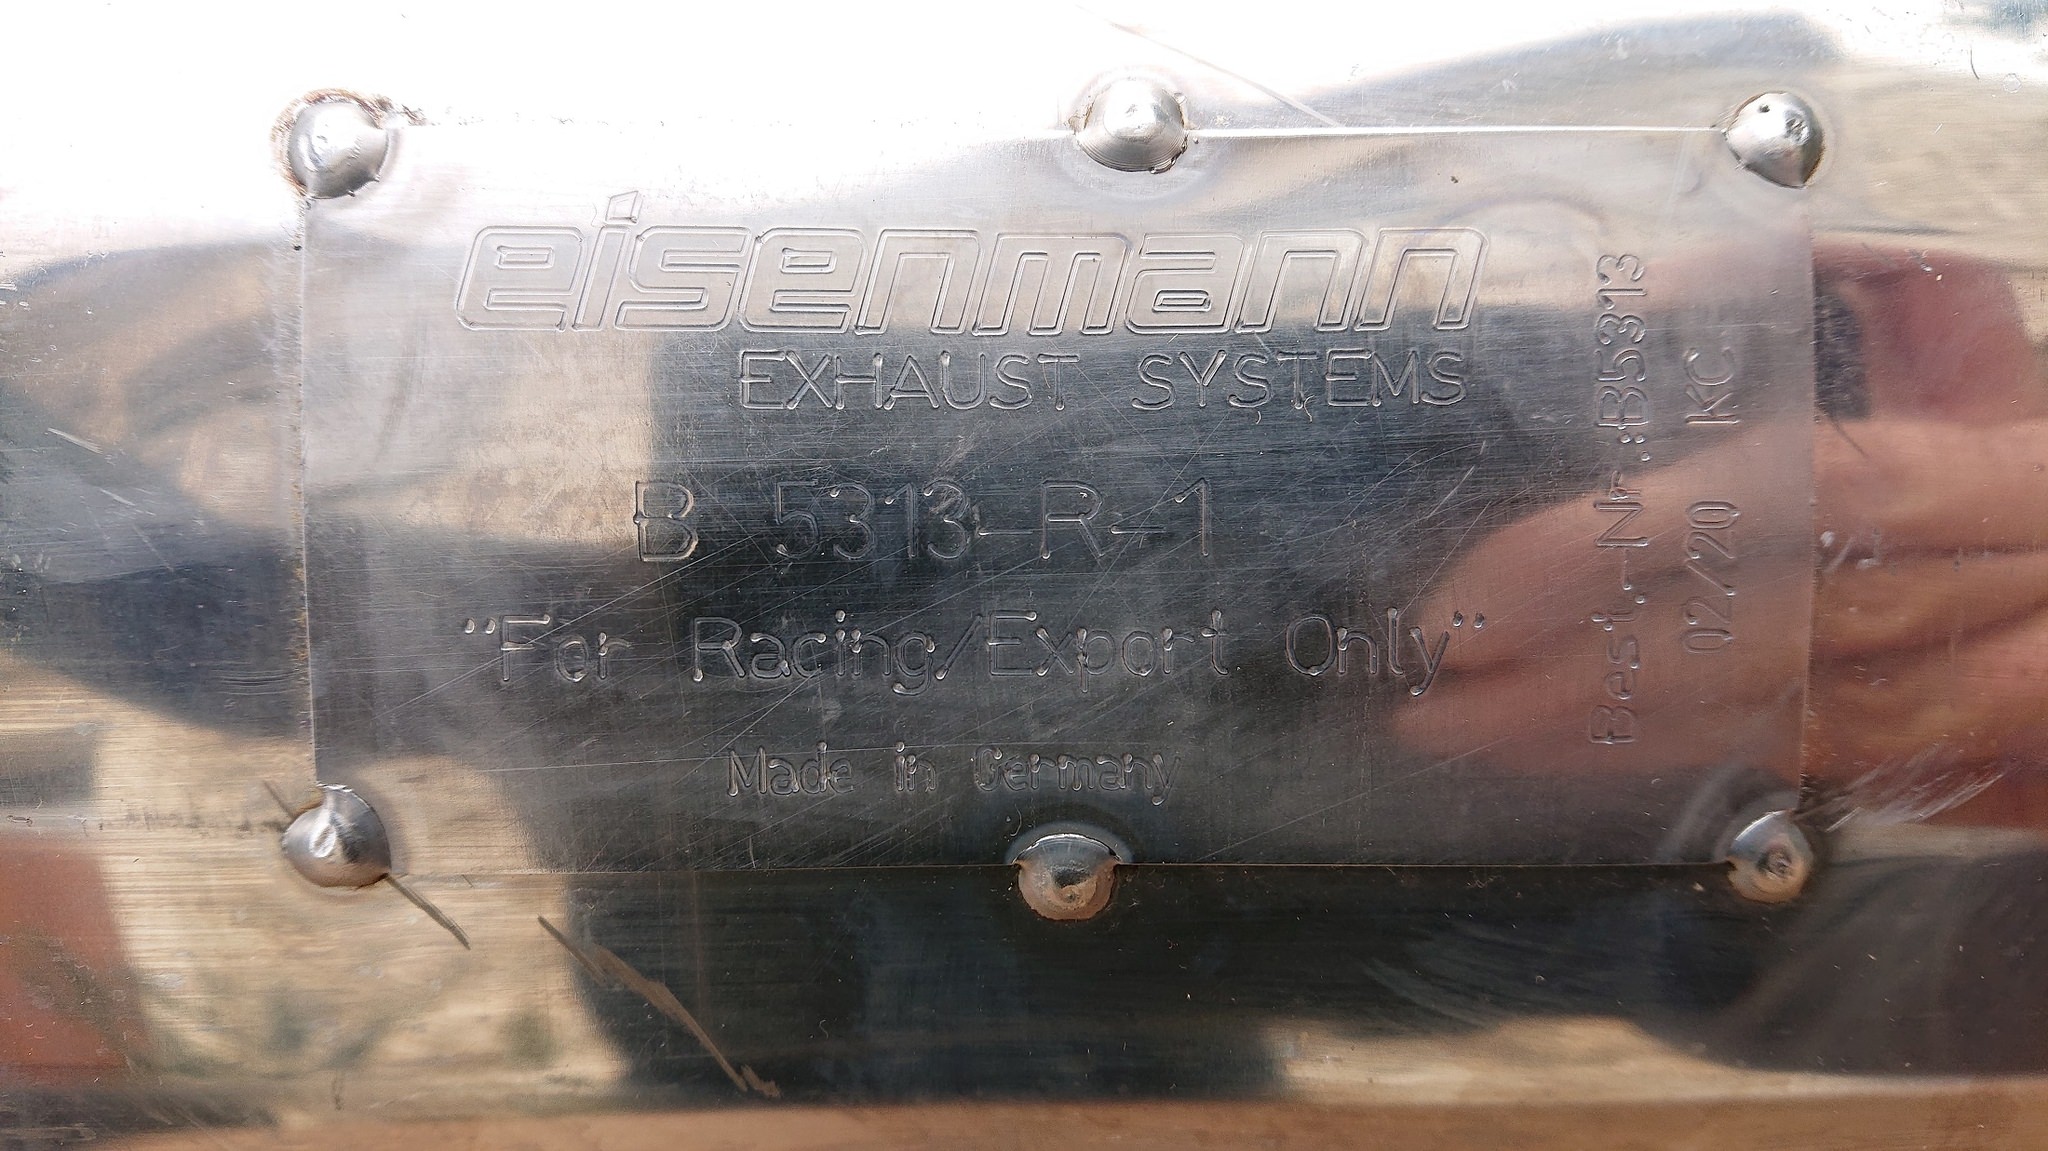 eisenmann
EXHAUST SYSTEMS
B 5313-R-1
"For Racing/Export Only"
Made in Germany
Best.-Nr.:B5313
02/20 KC